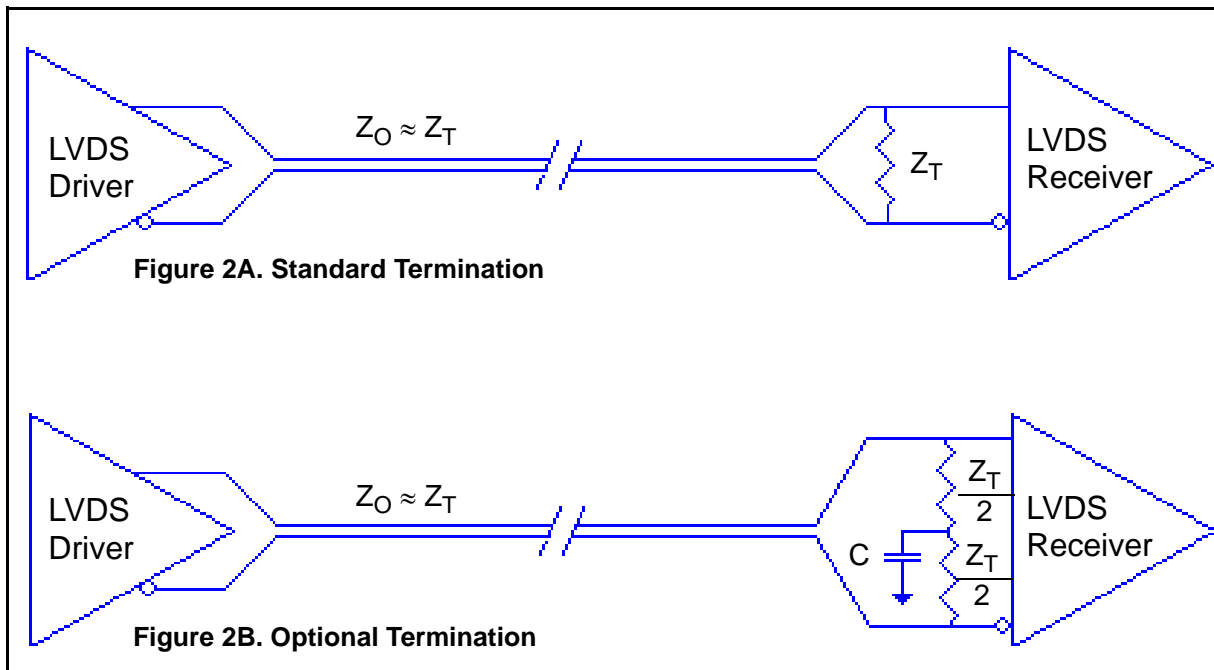 LVDS
Driver
Z_O ≈ Z_T
Z_T
LVDS
Receiver
Figure 2A. Standard Termination
LVDS
Driver
Z_O ≈ Z_T
C
Z_T
2
Z_T
2
LVDS
Receiver
Figure 2B. Optional Termination